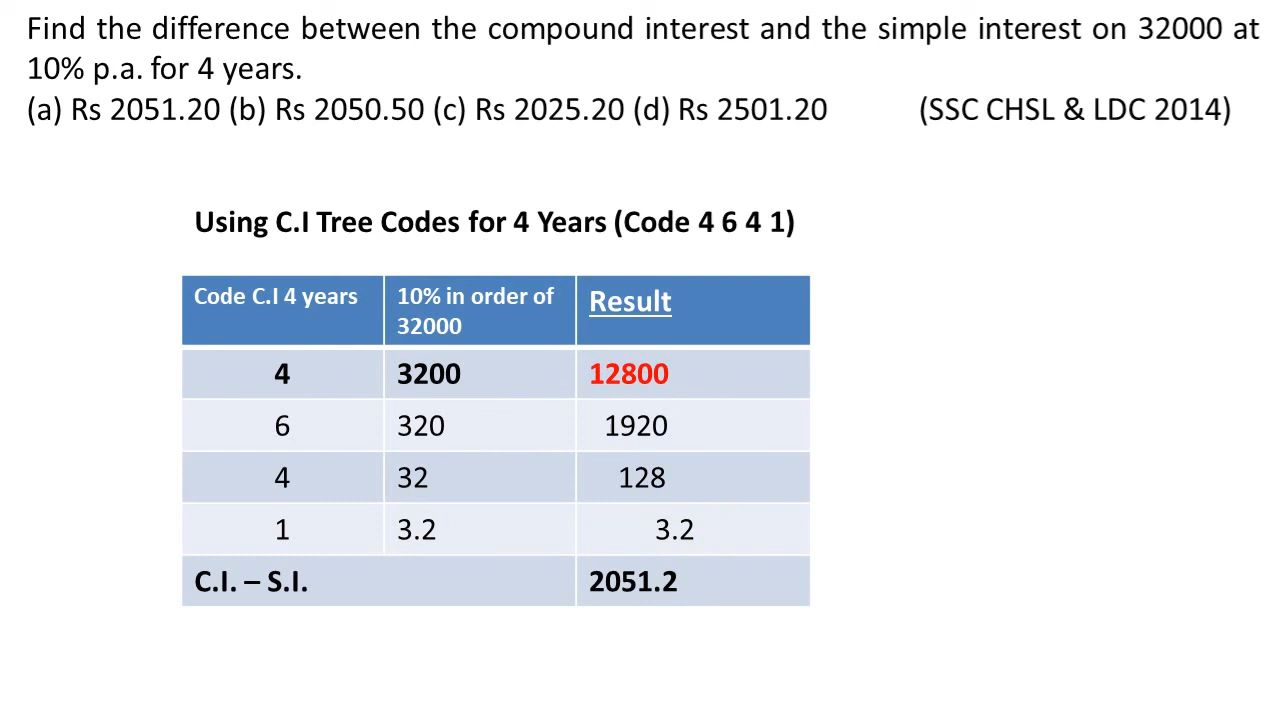 Find the difference between the compound interest and the simple interest on 32000 at
10% p.a. for 4 years.
(a) Rs 2051.20 (b) Rs 2050.50 (c) Rs 2025.20 (d) Rs 2501.20 (SSC CHSL & LDC 2014)
Using C.I Tree Codes for 4 Years (Code 4 6 4 1)
Code C.I 4 years 10% in order of Result
32000
4 3200 12800
6 320 1920
4 32 128
1 3.2 3.2
C.I. – S.I. 2051.2